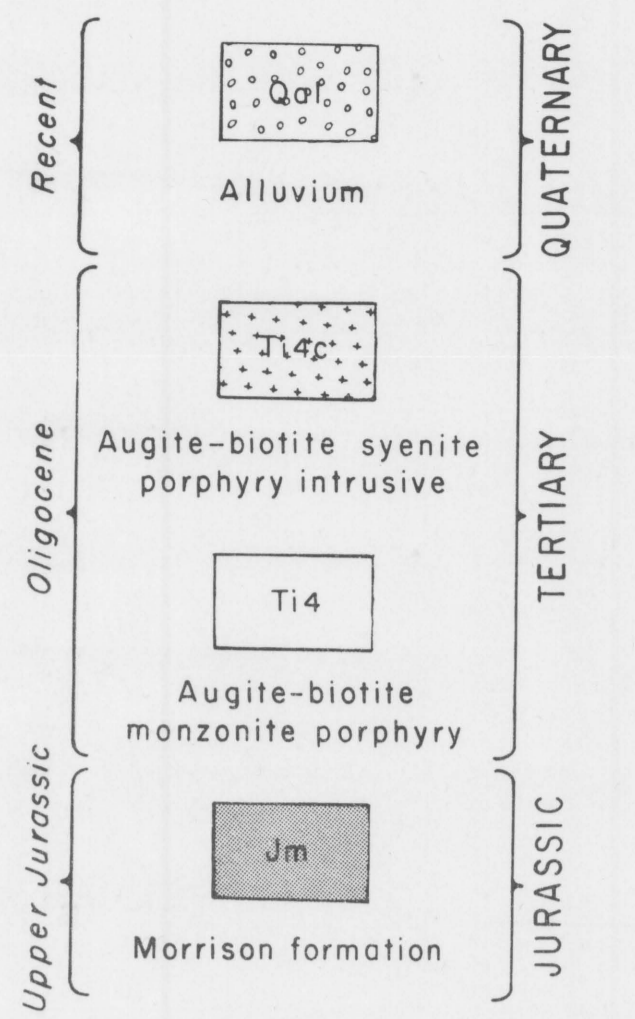 Recent
Qal
Alluvium
QUATERNARY
Oligocene
Ti4c
Augite-biotite syenite
porphyry intrusive
Ti4
Augite-biotite
monzonite porphyry
TERTIARY
Upper Jurassic
Jm
Morrison formation
JURASSIC